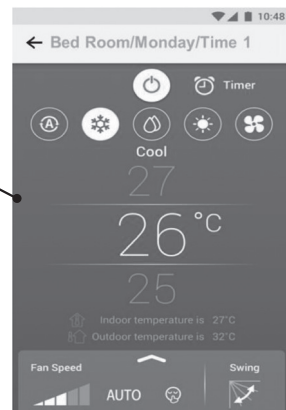 10:48
← Bed Room/Monday/Time 1
Timer
A
Cool
27
26°C
25
Indoor temperature is 27°C
Outdoor temperature is 32°C
Fan Speed
Swing
AUTO